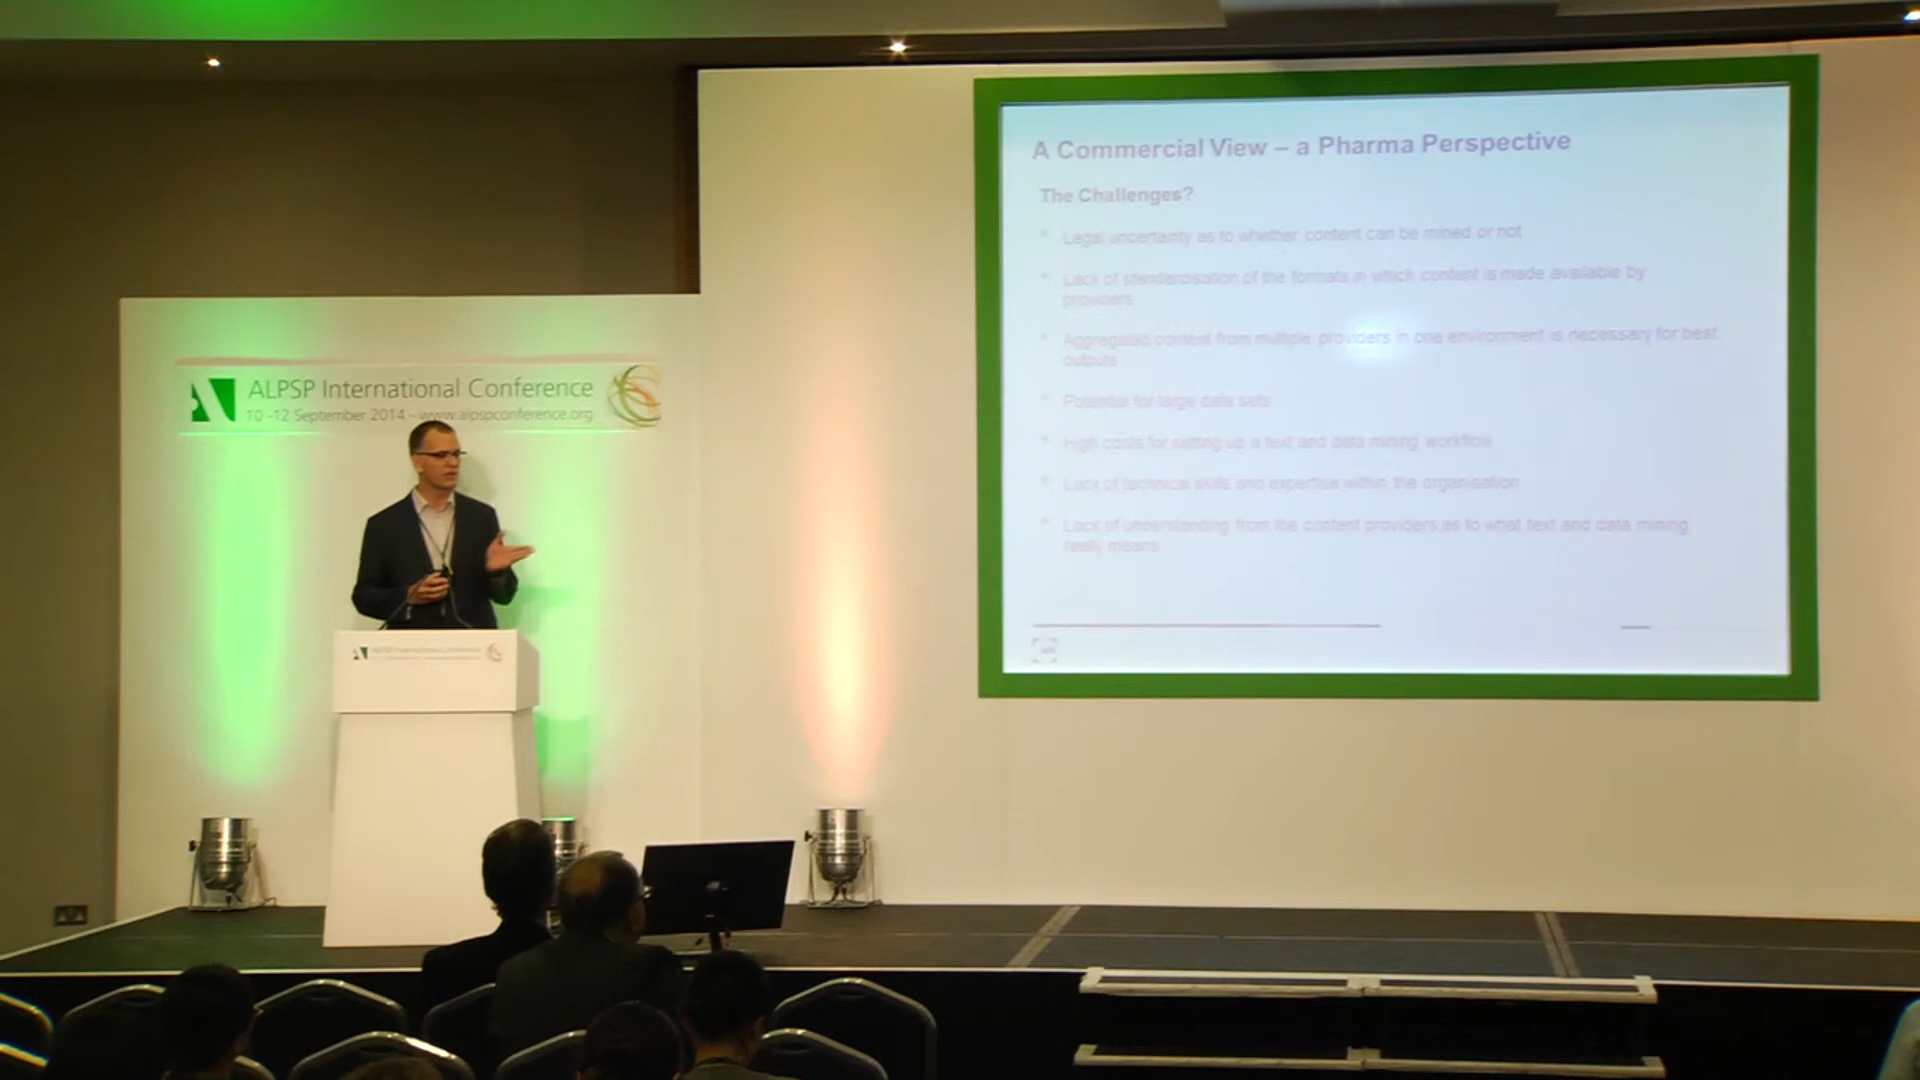 A Commercial View – a Pharma Perspective
The Challenges?
Legal uncertainty as to whether content can be mined or not
Lack of standardisation of the formats in which content is made available by
providers
Aggregated content from multiple providers in one environment is necessary for best
outputs
Potential for large data sets
High costs for setting up a text and data mining workflow
Lack of technical skills and expertise within the organisation
Lack of understanding from the content providers as to what text and data mining
really means
ALPSP International Conference
10 -12 September 2014 - www.alpspconference.org
ALPSP International Conference